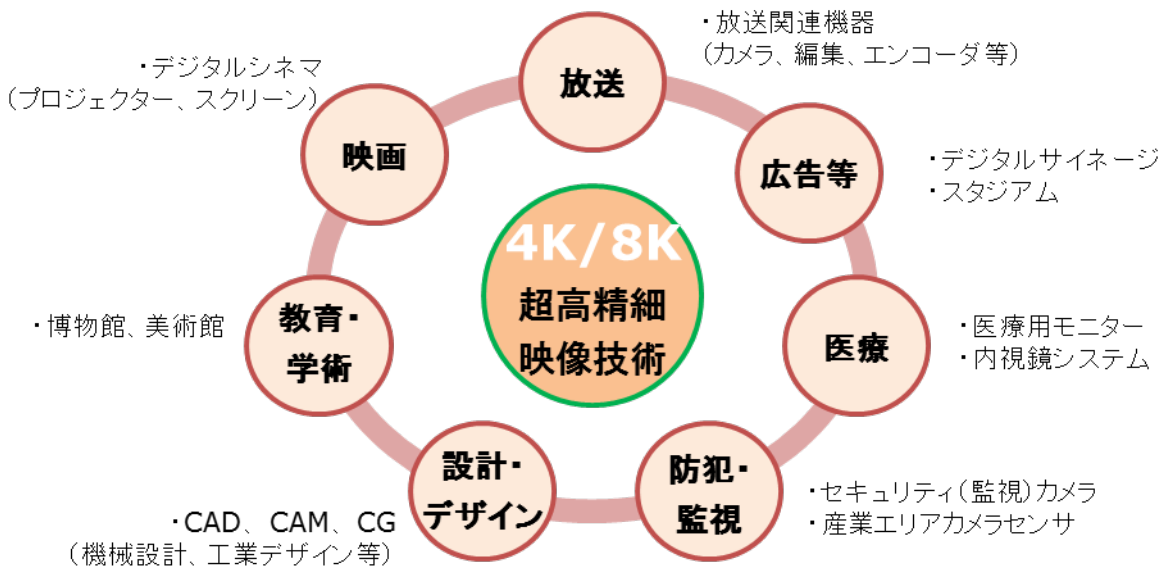 ・放送関連機器
(カメラ、編集、エンコーダ等)
放送
・デジタルシネマ
(プロジェクター、スクリーン)
映画
広告等
・デジタルサイネージ
・スタジアム
4K/8K
超高精細
映像技術
・博物館、美術館
教育・
学術
医療
・医療用モニター
・内視鏡システム
設計・
デザイン
・CAD、CAM、CG
(機械設計、工業デザイン等)
防犯・
監視
・セキュリティ(監視)カメラ
・産業エリアカメラセンサ